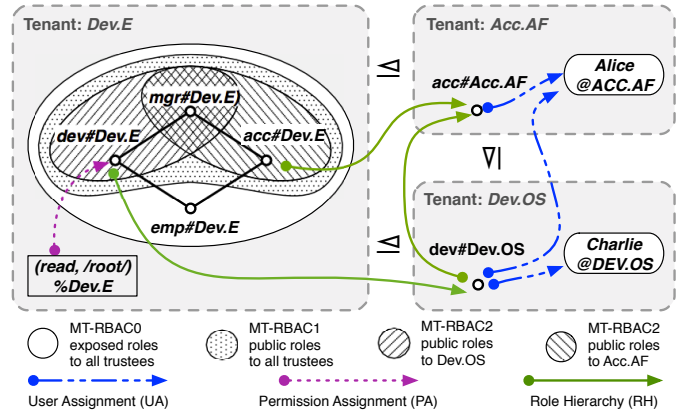 Tenant: Dev.E
mgr#Dev.E)
dev#Dev.E
acc#Dev.E
emp#Dev.E
(read, /root/)
%Dev.E
⊴
⊴
⊴
Tenant: Acc.AF
acc#Acc.AF
Alice
@ACC.AF
Tenant: Dev.OS
dev#Dev.OS
Charlie
@DEV.OS
MT-RBAC0
exposed roles
to all trustees
MT-RBAC1
public roles
to all trustees
MT-RBAC2
public roles
to Dev.OS
MT-RBAC2
public roles
to Acc.AF
User Assignment (UA)
Permission Assignment (PA)
Role Hierarchy (RH)